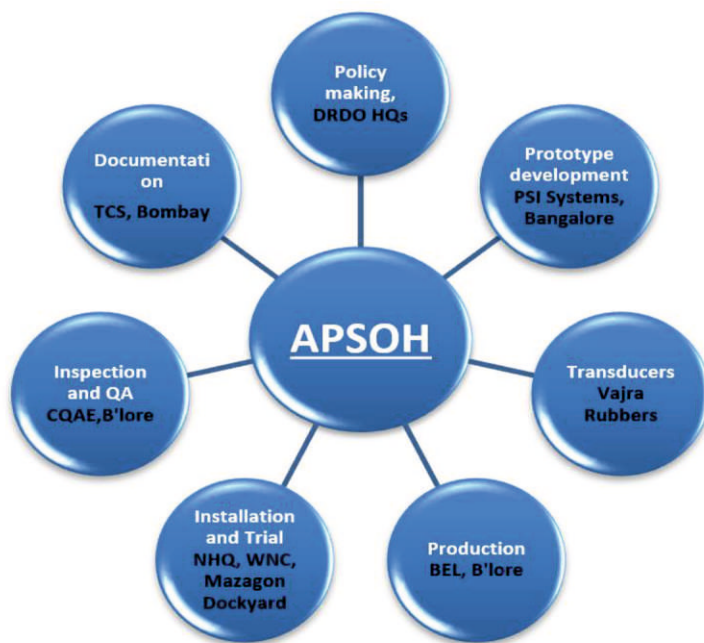 Policy
making,
DRDO HQs
Prototype
development
PSI Systems,
Bangalore
Transducers
Vajra
Rubbers
Production
BEL, B'lore
Installation
and Trial
NHQ, WNC,
Mazagon
Dockyard
Inspection
and QA
CQAE,B'lore
Documentati
on
TCS, Bombay
APSOH